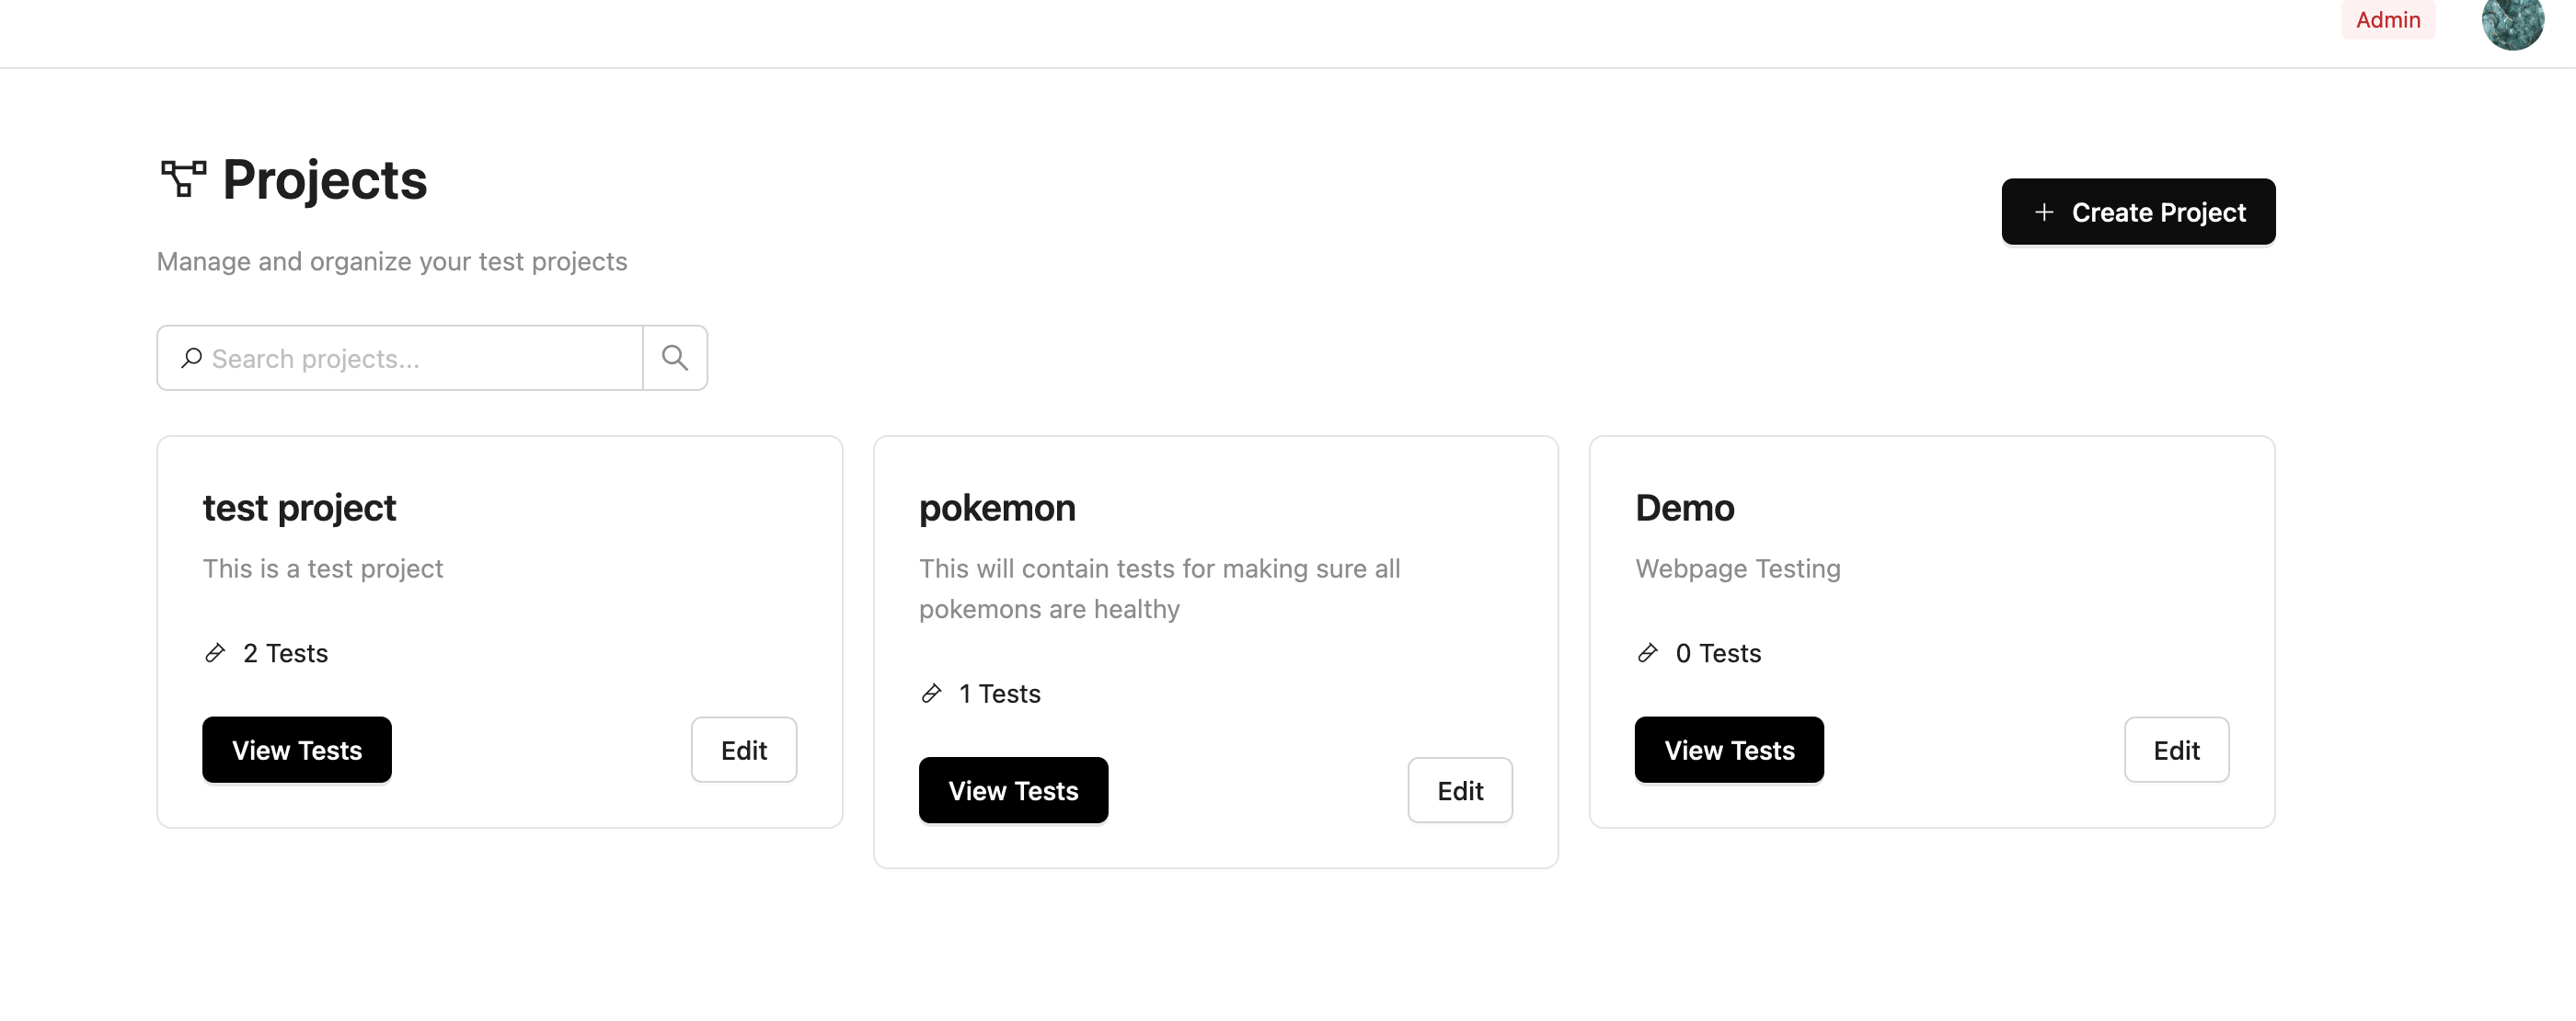 Admin
Projects
+ Create Project
Manage and organize your test projects
Search projects...
test project
This is a test project
2 Tests
View Tests
Edit
pokemon
This will contain tests for making sure all
pokemons are healthy
1 Tests
View Tests
Edit
Demo
Webpage Testing
0 Tests
View Tests
Edit